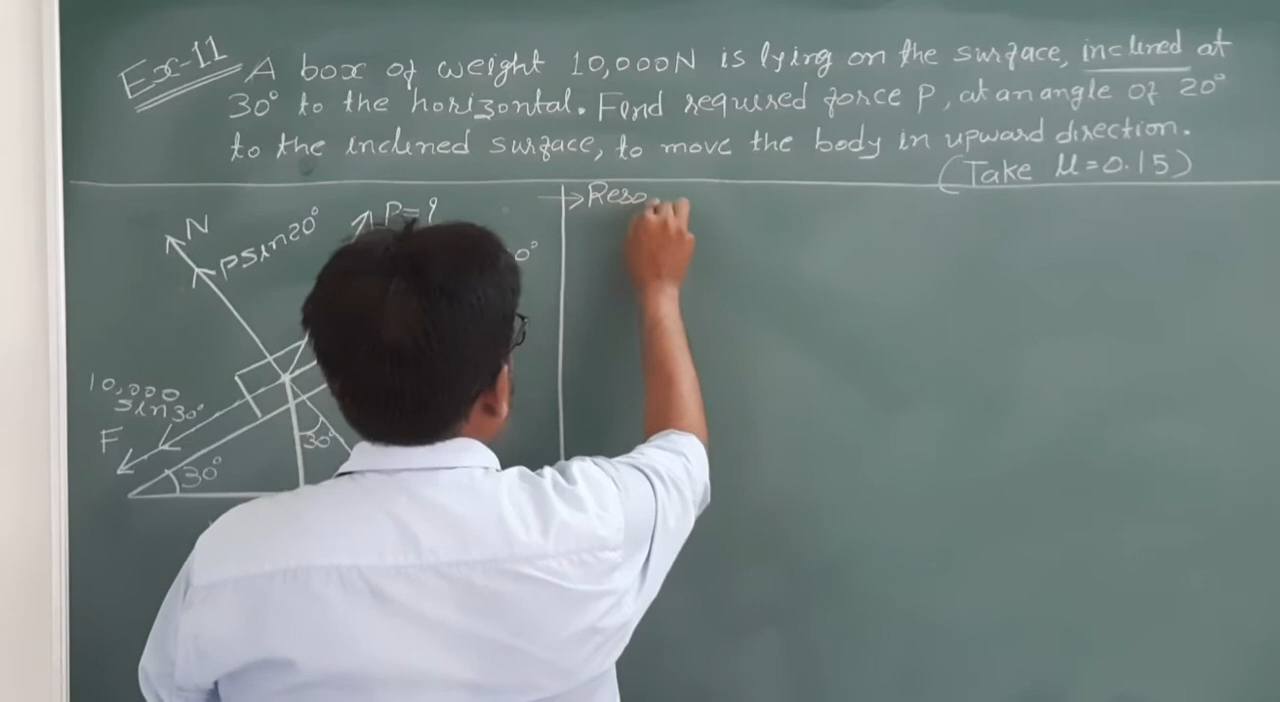 Ex-11 A box of weight 10,000N is lying on the surface, inclined at
30° to the horizontal. Find required force P, at an angle of 20°
to the inclined surface, to move the body in upward direction.
(Take μ=0.15)
N
PSin20°
P=?
0°
10,000
sin30°
F
30°
30°
→Reso